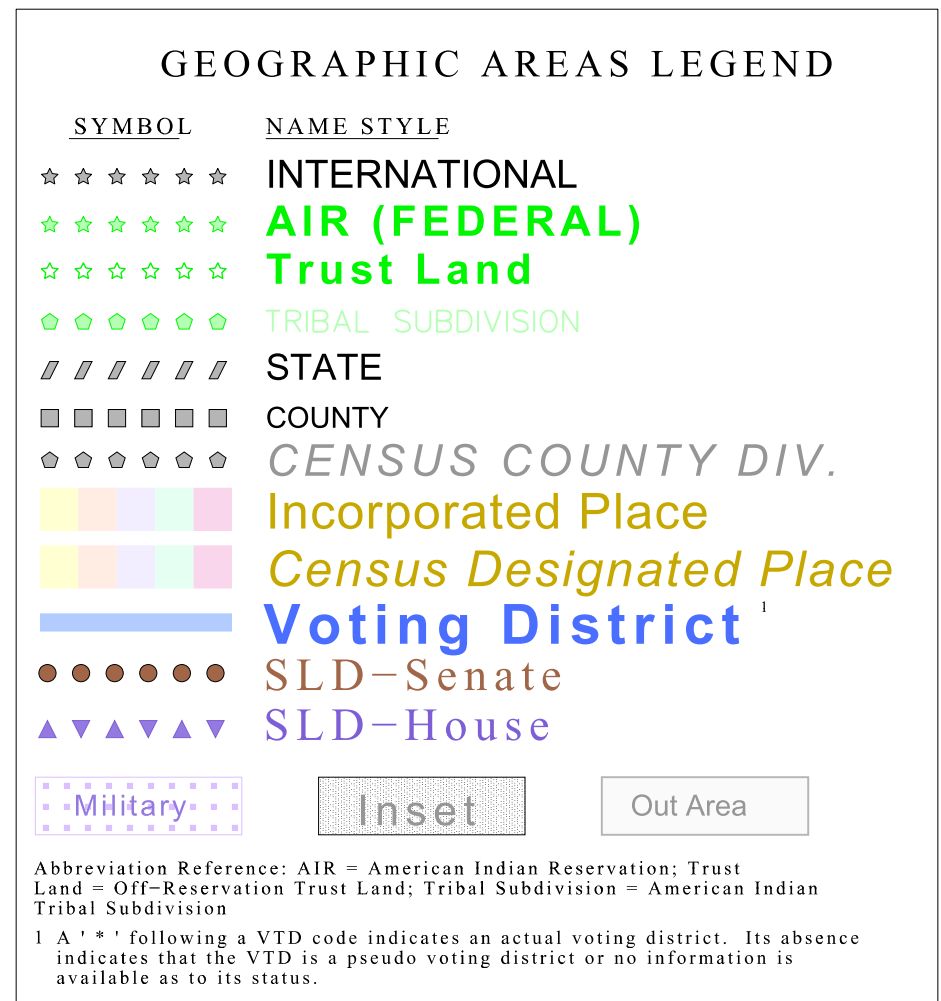 GEOGRAPHIC AREAS LEGEND
SYMBOL NAME STYLE
INTERNATIONAL
AIR (FEDERAL)
Trust Land
TRIBAL SUBDIVISION
STATE
COUNTY
CENSUS COUNTY DIV.
Incorporated Place
Census Designated Place
Voting District 1
SLD−Senate
SLD−House
Military Inset Out Area
Abbreviation Reference: AIR = American Indian Reservation; Trust
Land = Off−Reservation Trust Land; Tribal Subdivision = American Indian
Tribal Subdivision
1 A ' * ' following a VTD code indicates an actual voting district. Its absence
indicates that the VTD is a pseudo voting district or no information is
available as to its status.